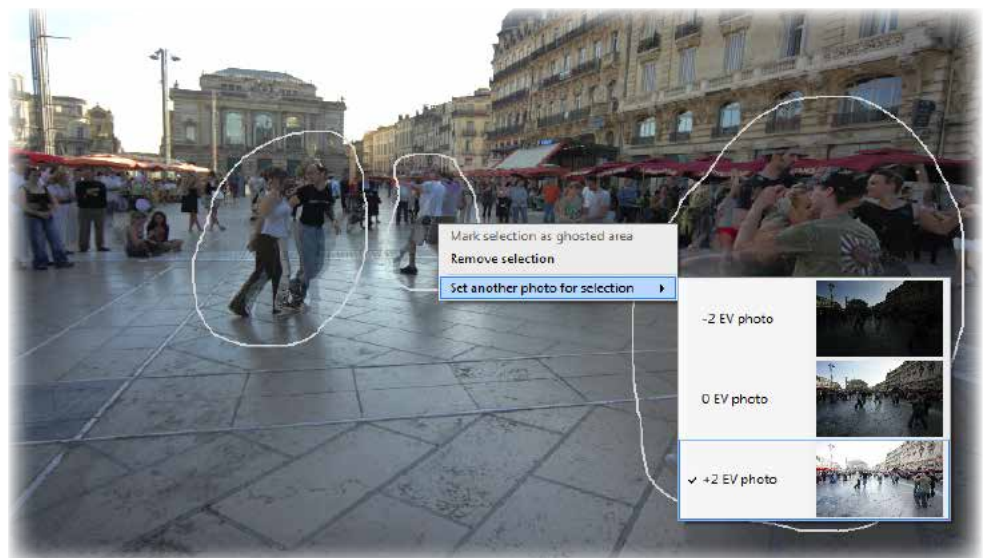 Mark selection as ghosted area
Remove selection
Set another photo for selection
-2 EV photo
0 EV photo
+2 EV photo